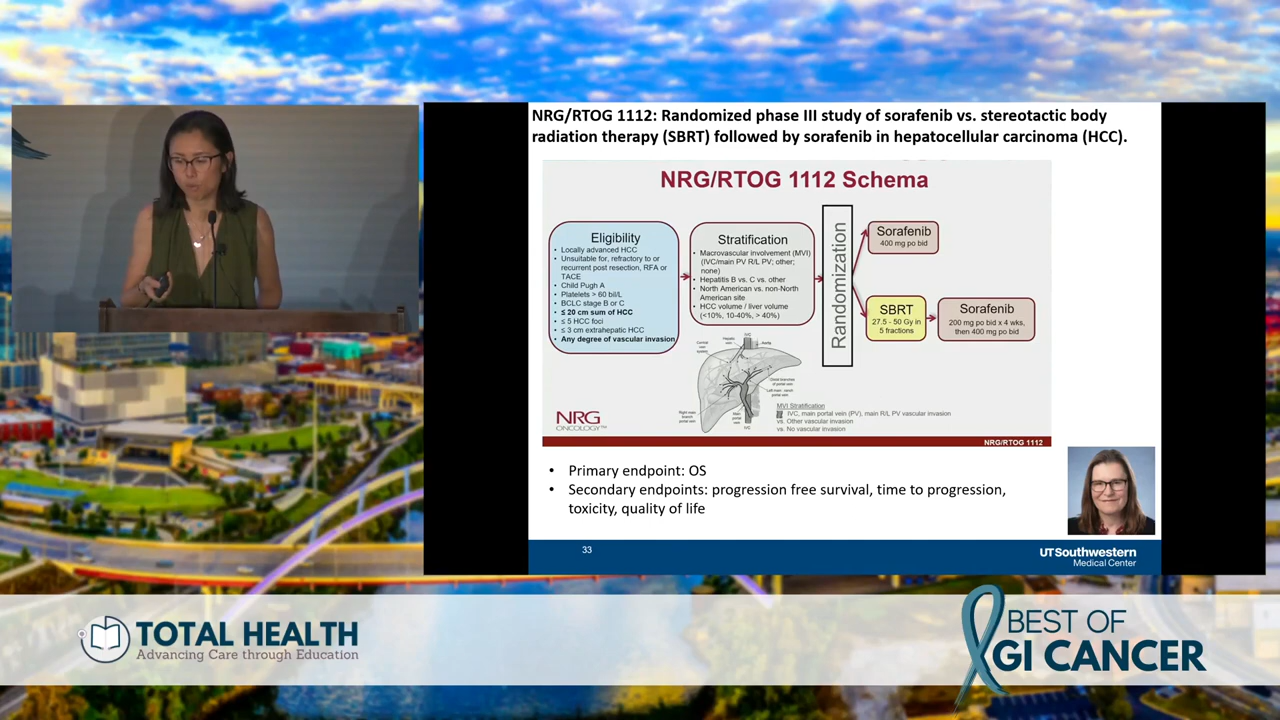 NRG/RTOG 1112: Randomized phase III study of sorafenib vs. stereotactic body
radiation therapy (SBRT) followed by sorafenib in hepatocellular carcinoma (HCC).
NRG/RTOG 1112 Schema
Eligibility
• Locally advanced HCC
• Unsuitable for, refractory to or
recurrent post resection, RFA or
TACE
• Child Pugh A
• Platelets > 60 bil/L
• BCLC stage B or C
• ≤ 20 cm sum of HCC
• ≤ 5 HCC foci
• ≤ 3 cm extrahepatic HCC
• Any degree of vascular invasion
Stratification
• Macrovascular involvement (MVI)
(IVC/main PV R/L PV; other;
none)
• Hepatitis B vs. C vs. other
• North American vs. non-North
American site
• HCC volume / liver volume
(<10%, 10-40%, > 40%)
Randomization
Sorafenib
400 mg po bid
SBRT
27.5 - 50 Gy in
5 fractions
Sorafenib
200 mg po bid x 4 wks,
then 400 mg po bid
IVC
Aorta
Main
portal
vein
IVC
MVI Stratification
IVC, main portal vein (PV), main R/L PV vascular invasion
vs. Other vascular invasion
vs. No vascular invasion
NRG
ONCOLOGY
NRG/RTOG 1112
• Primary endpoint: OS
• Secondary endpoints: progression free survival, time to progression,
toxicity, quality of life
33
UTSouthwestern
Medical Center
TOTAL HEALTH
Advancing Care through Education
BEST OF
GI CANCER